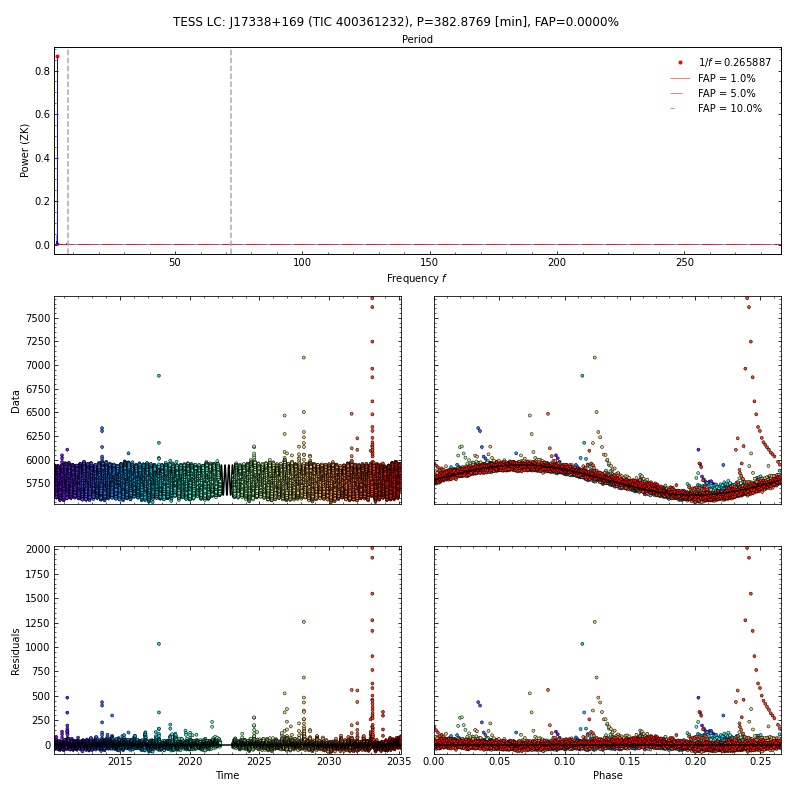 TESS LC: J17338+169 (TIC 400361232), P=382.8769 [min], FAP=0.0000%
Period
1/f=0.265887
FAP = 1.0%
FAP = 5.0%
FAP = 10.0%
0.8
0.6
0.4
0.2
0.0
Power (ZK)
50 100 150 200 250
Frequency f
7500
7250
7000
6750
6500
6250
6000
5750
Data
2000
1750
1500
1250
1000
750
500
250
0
Residuals
2015 2020 2025 2030 2035
Time
0.00 0.05 0.10 0.15 0.20 0.25
Phase